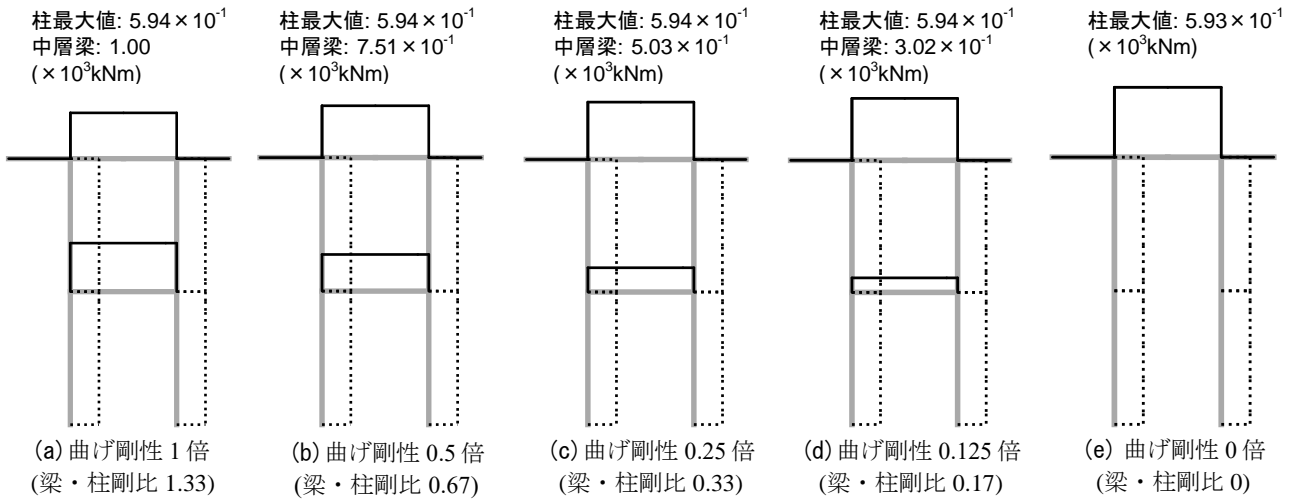 柱最大値: 5.94×10⁻¹
中層梁: 1.00
(×10³kNm)
柱最大値: 5.94×10⁻¹
中層梁: 7.51×10⁻¹
(×10³kNm)
柱最大値: 5.94×10⁻¹
中層梁: 5.03×10⁻¹
(×10³kNm)
柱最大値: 5.94×10⁻¹
中層梁: 3.02×10⁻¹
(×10³kNm)
柱最大値: 5.93×10⁻¹
(×10³kNm)
(a) 曲げ剛性 1 倍
(梁・柱剛比 1.33)
(b) 曲げ剛性 0.5 倍
(梁・柱剛比 0.67)
(c) 曲げ剛性 0.25 倍
(梁・柱剛比 0.33)
(d) 曲げ剛性 0.125 倍
(梁・柱剛比 0.17)
(e) 曲げ剛性 0 倍
(梁・柱剛比 0)